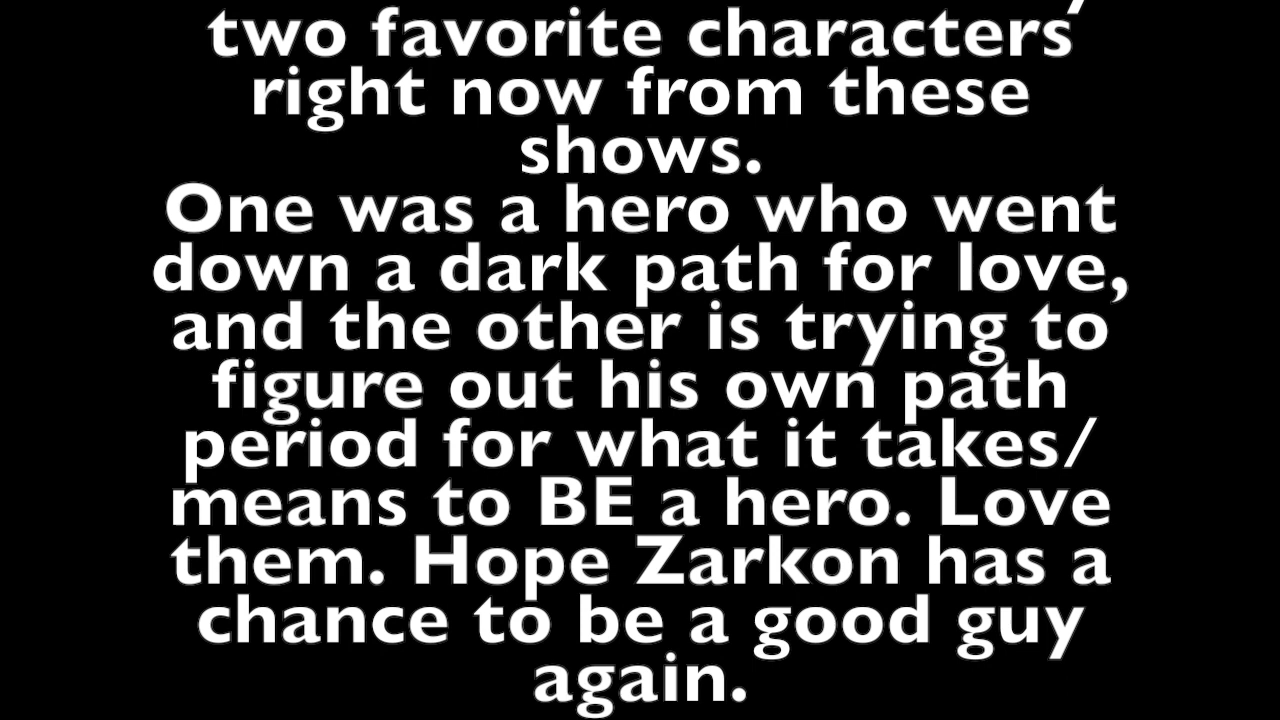 two favorite characters
right now from these
shows.
One was a hero who went
down a dark path for love,
and the other is trying to
figure out his own path
period for what it takes/
means to BE a hero. Love
them. Hope Zarkon has a
chance to be a good guy
again.